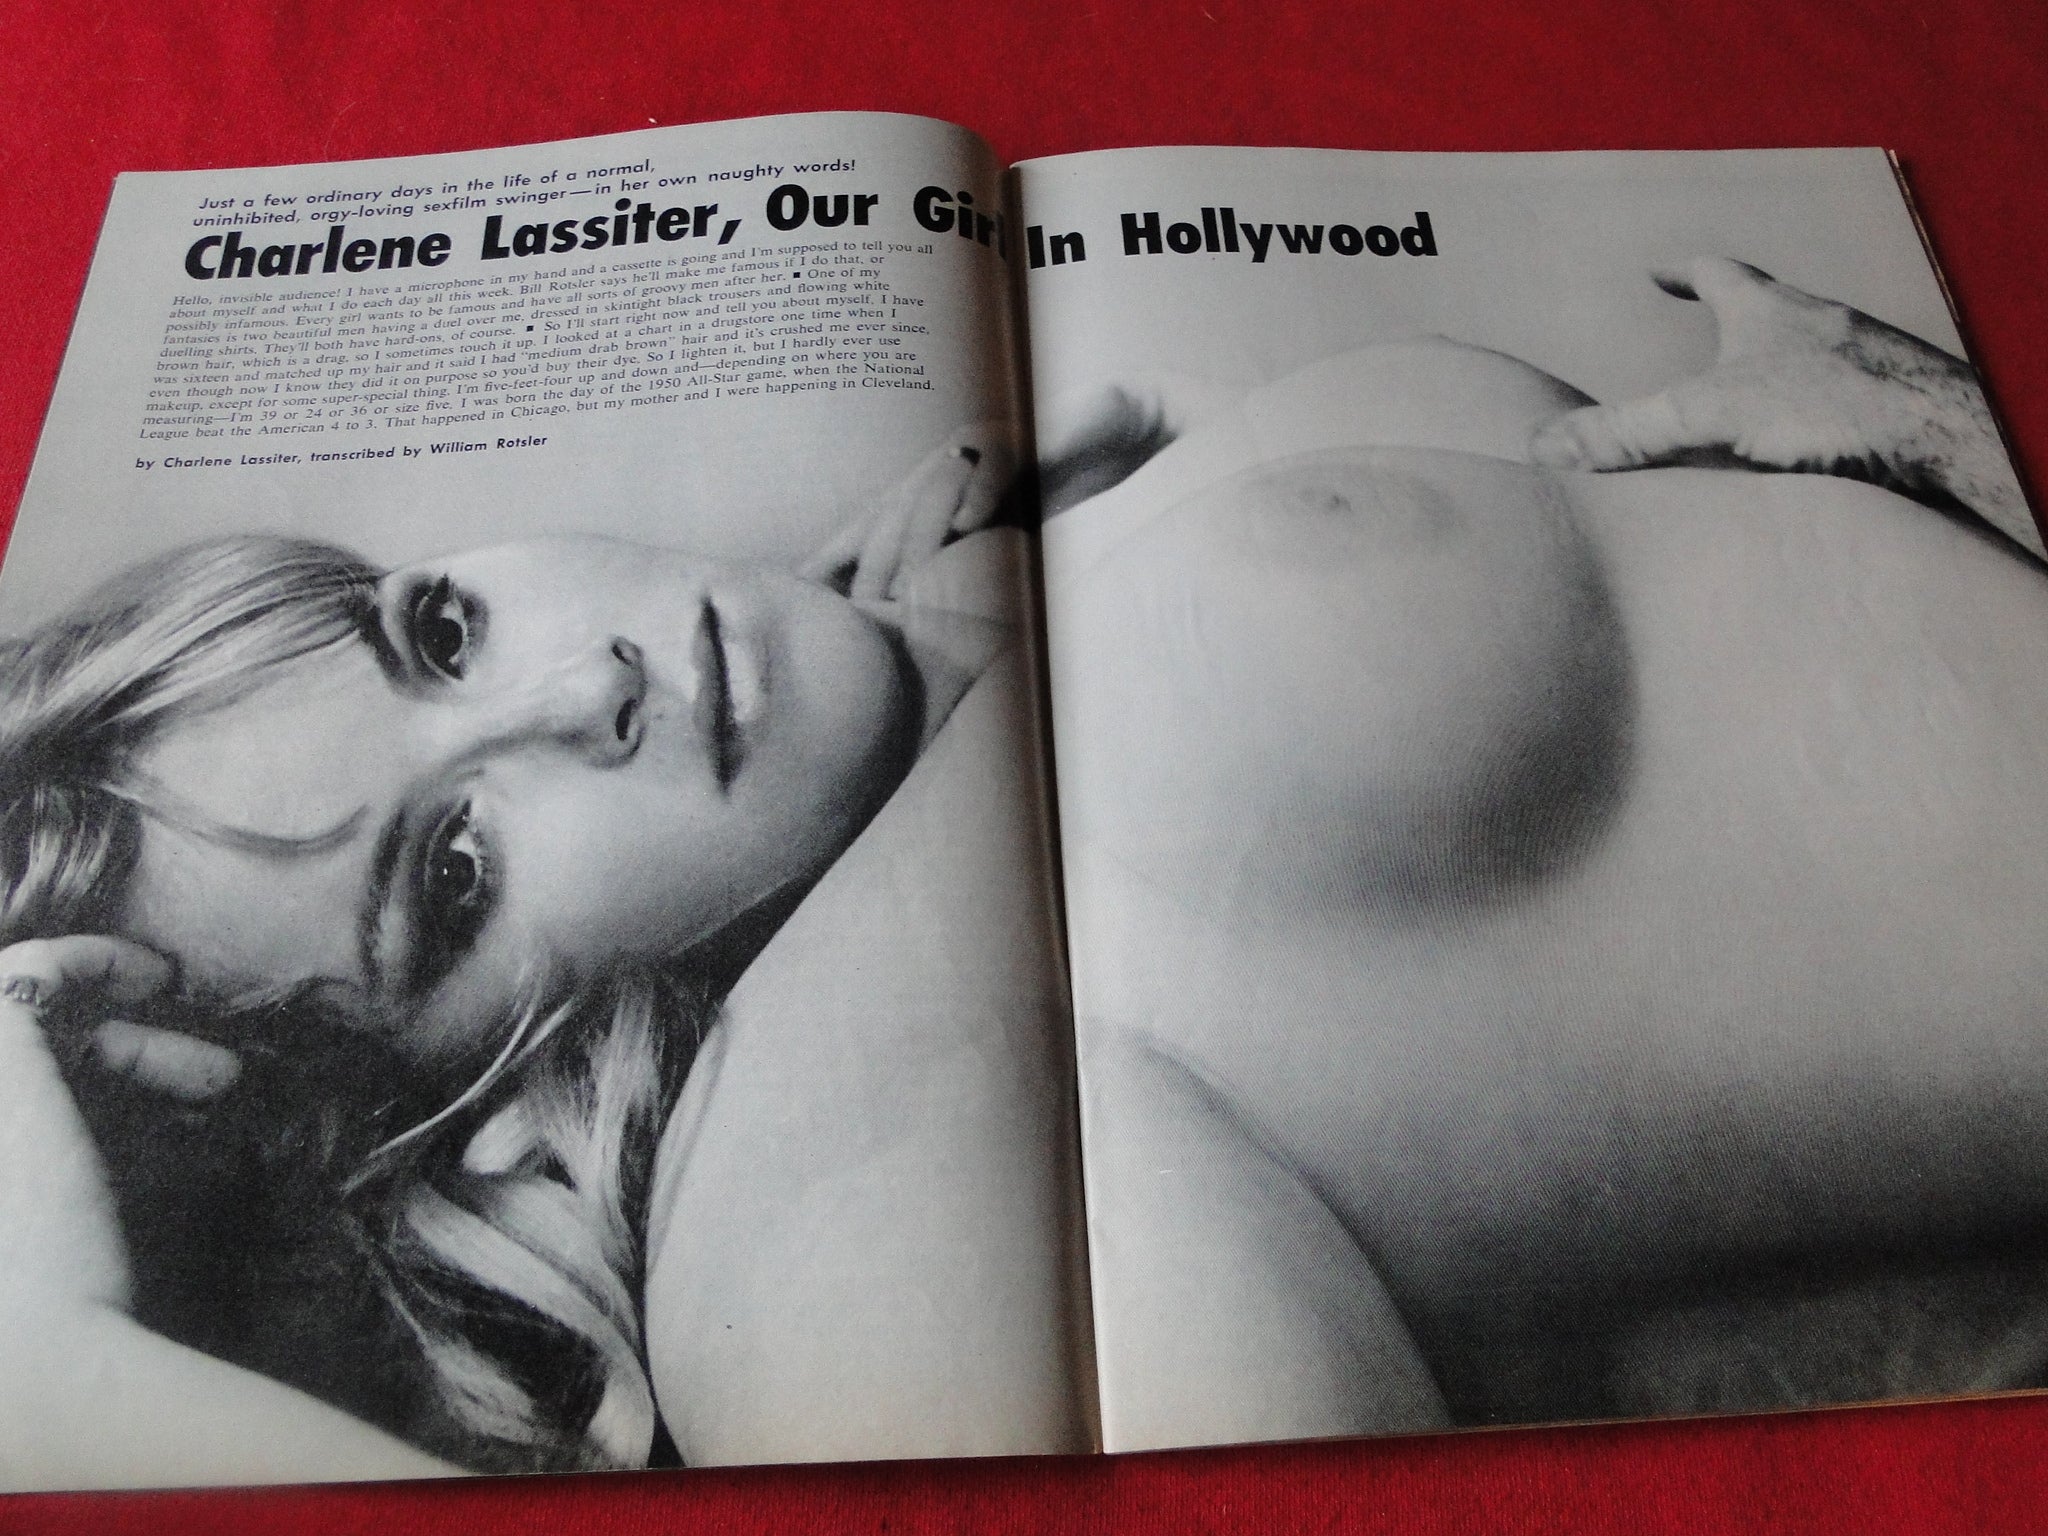 Just a few ordinary days in the life of a normal,
uninhibited, orgy-loving sexfilm swinger—in her own naughty words!
Charlene Lassiter, Our Girl In Hollywood
Hello, invisible audience! I have a microphone in my hand and a cassette is going and I'm supposed to tell you all
about myself and what I do each day all this week. Bill Rotsler says he'll make me famous if I do that, or
possibly infamous. Every girl wants to be famous and have all sorts of groovy men after her. ■ One of my
fantasies is two beautiful men having a duel over me, dressed in skintight black trousers and flowing white
duelling shirts. They'll both have hard-ons, of course. ■ So I'll start right now and tell you about myself. I have
brown hair, which is a drag, so I sometimes touch it up. I looked at a chart in a drugstore one time when I
was sixteen and matched up my hair and it said I had "medium drab brown" hair and it's crushed me ever since,
even though now I know they did it on purpose so you'd buy their dye. So I lighten it, but I hardly ever use
makeup, except for some super-special thing. I'm five-feet-four up and down and—depending on where you are
measuring—I'm 39 or 24 or 36 or size five. I was born the day of the 1950 All-Star game, when the National
League beat the American 4 to 3. That happened in Chicago, but my mother and I were happening in Cleveland.
by Charlene Lassiter, transcribed by William Rotsler